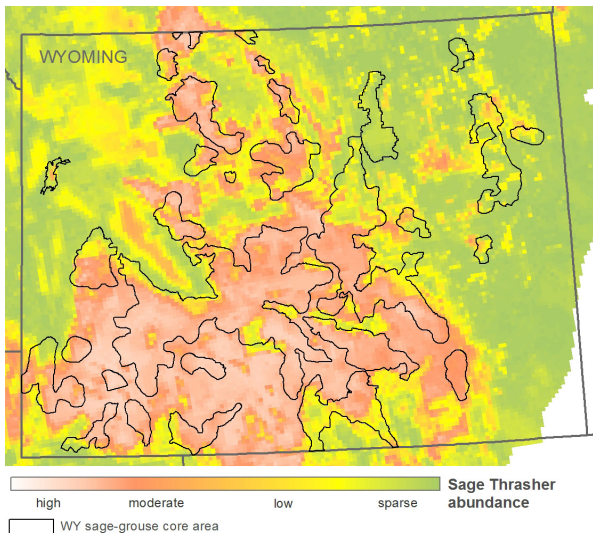 WYOMING
high moderate low sparse
Sage Thrasher
abundance
WY sage-grouse core area